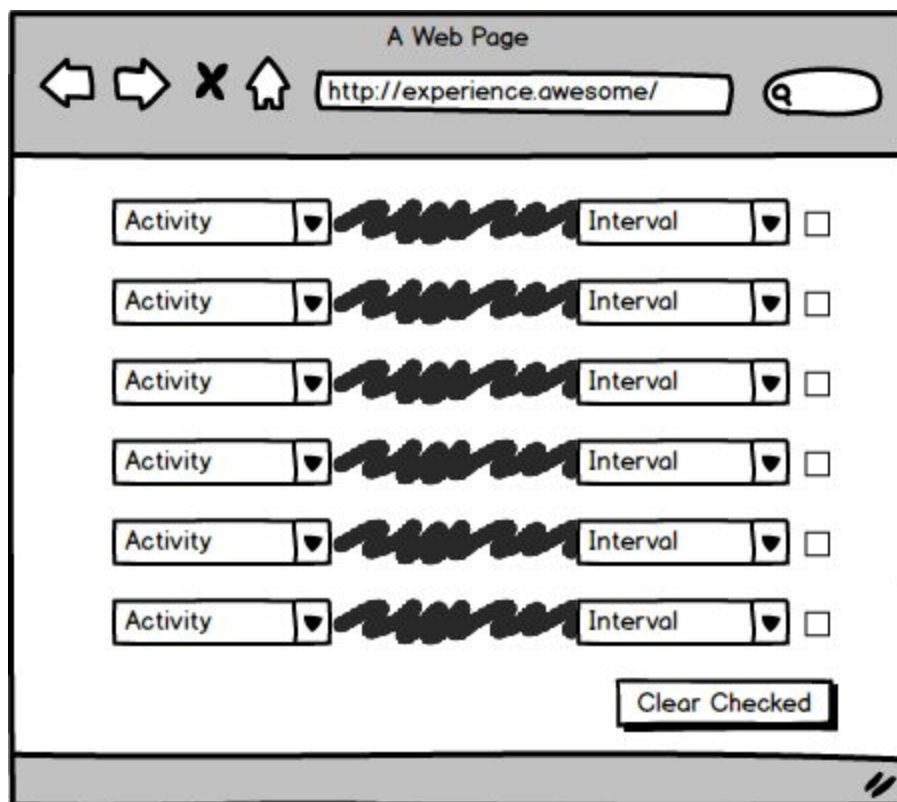 A Web Page
http://experience.awesome/
Activity Interval
Activity Interval
Activity Interval
Activity Interval
Activity Interval
Activity Interval
Clear Checked